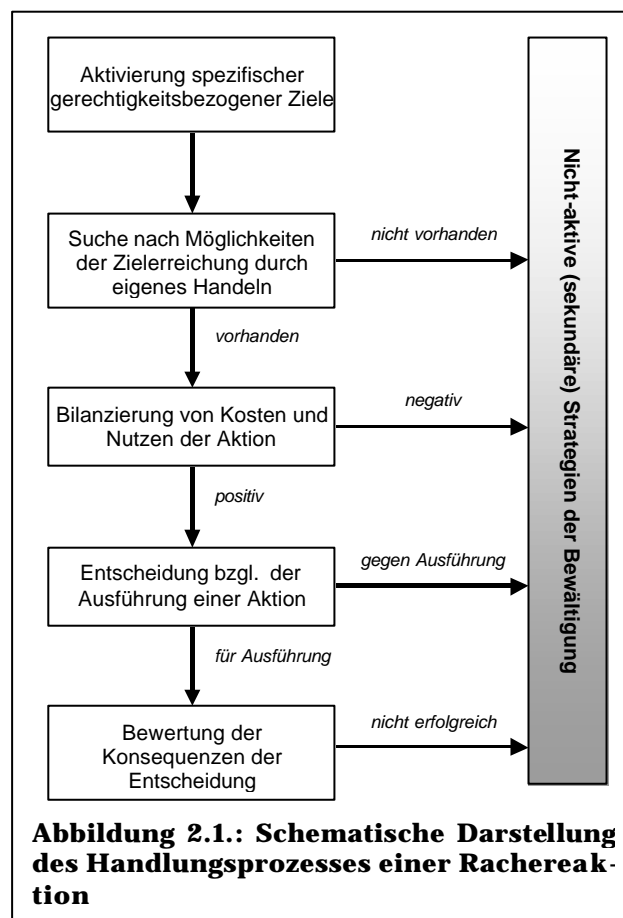 Aktivierung spezifischer
gerechtigkeitsbezogener Ziele
Suche nach Möglichkeiten
der Zielerreichung durch
eigenes Handeln
nicht vorhanden
vorhanden
Bilanzierung von Kosten und
Nutzen der Aktion
negativ
positiv
Entscheidung bzgl. der
Ausführung einer Aktion
gegen Ausführung
für Ausführung
Bewertung der
Konsequenzen der
Entscheidung
nicht erfolgreich
Nicht-aktive (sekundäre) Strategien der Bewältigung
Abbildung 2.1.: Schematische Darstellung
des Handlungsprozesses einer Rachereak-
tion